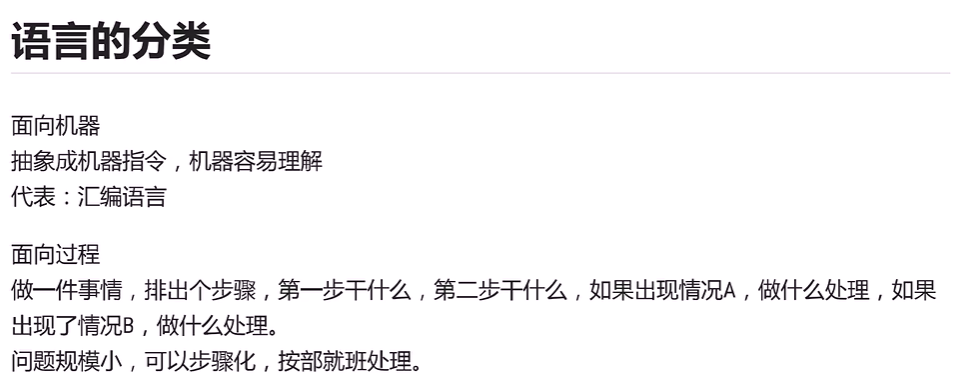 语言的分类
面向机器
抽象成机器指令，机器容易理解
代表：汇编语言
面向过程
做一件事情，排出个步骤，第一步干什么，第二步干什么，如果出现情况A，做什么处理，如果
出现了情况B，做什么处理。
问题规模小，可以步骤化，按部就班处理。